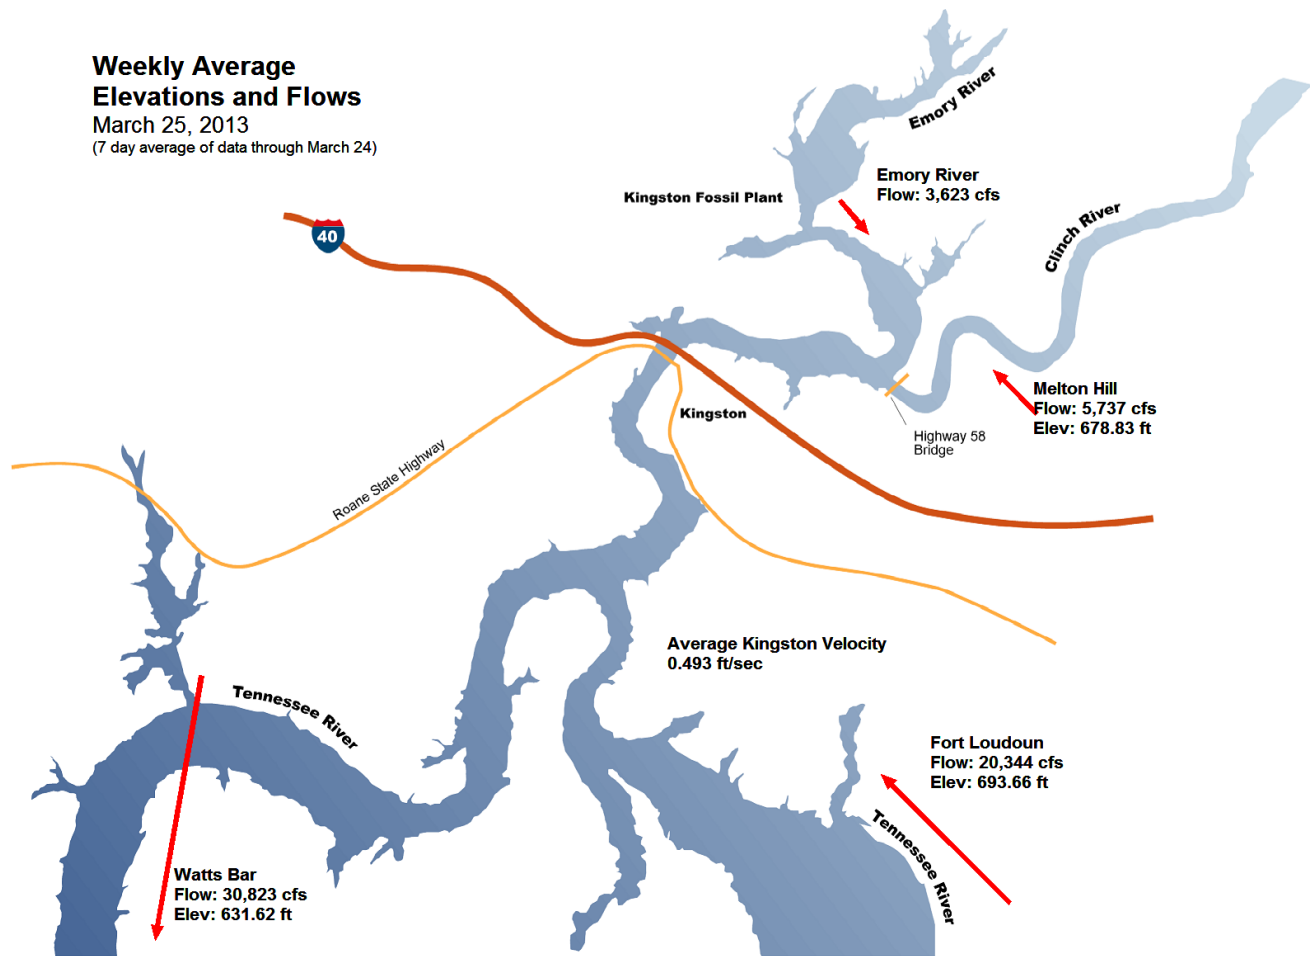 Weekly Average
Elevations and Flows
March 25, 2013
(7 day average of data through March 24)
Emory River
Emory River
Flow: 3,623 cfs
Kingston Fossil Plant
Clinch River
40
Melton Hill
Flow: 5,737 cfs
Elev: 678.83 ft
Kingston
Highway 58
Bridge
Roane State Highway
Average Kingston Velocity
0.493 ft/sec
Tennessee River
Fort Loudoun
Flow: 20,344 cfs
Elev: 693.66 ft
Tennessee River
Watts Bar
Flow: 30,823 cfs
Elev: 631.62 ft